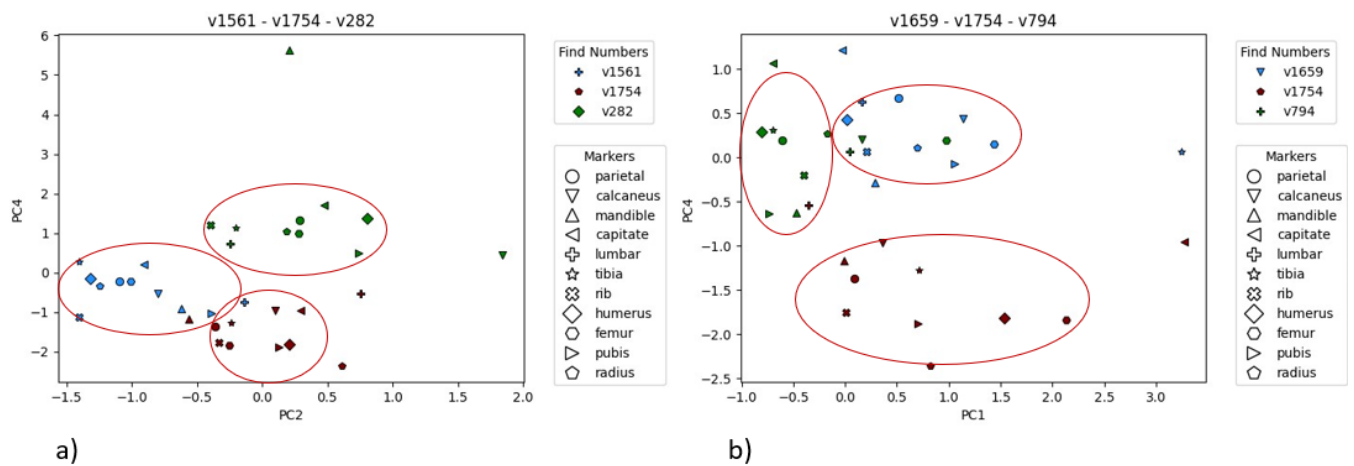 v1561 - v1754 - v282
6
5
4
3
2
1
0
−1
−2
PC4
−1.5 −1.0 −0.5 0.0 0.5 1.0 1.5 2.0
PC2
Find Numbers
v1561
v1754
v282
Markers
parietal
calcaneus
mandible
capitate
lumbar
tibia
rib
humerus
femur
pubis
radius
a)
v1659 - v1754 - v794
1.0
0.5
0.0
−0.5
−1.0
−1.5
−2.0
−2.5
PC4
−1.0 −0.5 0.0 0.5 1.0 1.5 2.0 2.5 3.0
PC1
Find Numbers
v1659
v1754
v794
Markers
parietal
calcaneus
mandible
capitate
lumbar
tibia
rib
humerus
femur
pubis
radius
b)